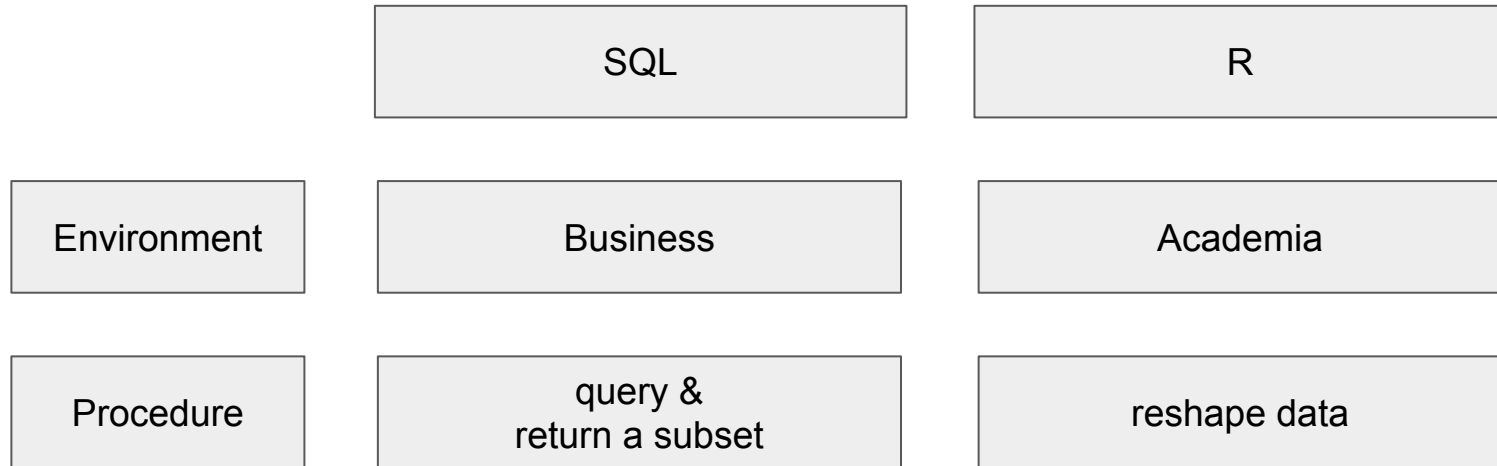 SQL
R
Environment
Business
Academia
Procedure
query &
return a subset
reshape data